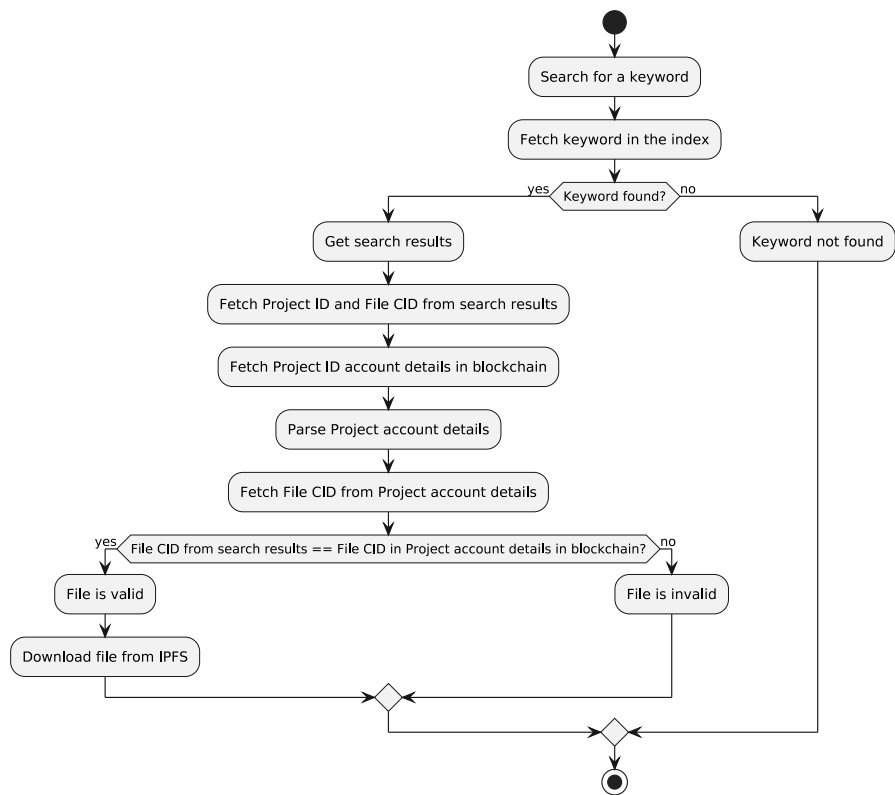 Search for a keyword
Fetch keyword in the index
yes
Keyword found?
no
Get search results
Keyword not found
Fetch Project ID and File CID from search results
Fetch Project ID account details in blockchain
Parse Project account details
Fetch File CID from Project account details
yes
File CID from search results == File CID in Project account details in blockchain?
no
File is valid
File is invalid
Download file from IPFS